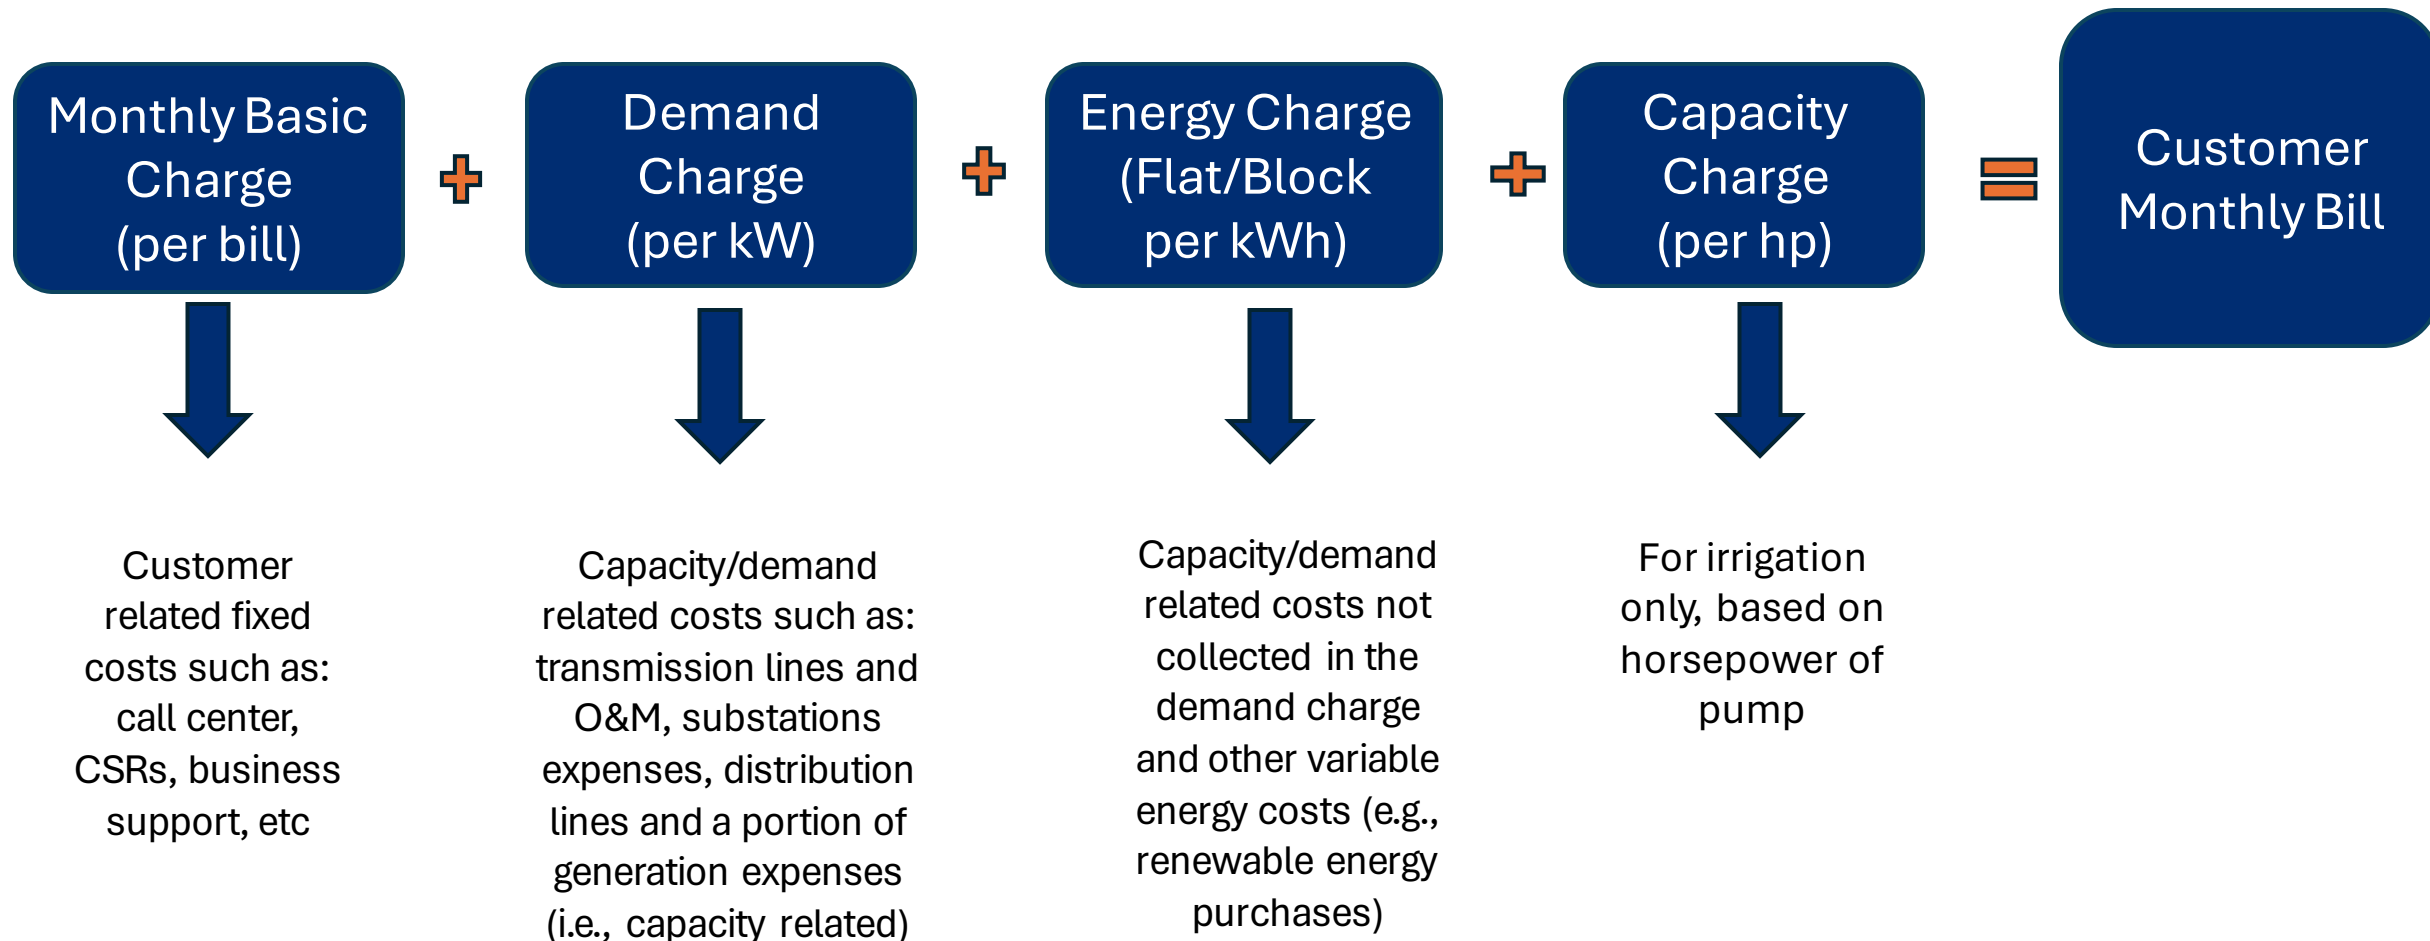 Monthly Basic
Charge
(per bill)
Demand
Charge
(per kW)
Energy Charge
(Flat/Block
per kWh)
Capacity
Charge
(per hp)
Customer
Monthly Bill
Customer
related fixed
costs such as:
call center,
CSRs, business
support, etc
Capacity/demand
related costs such as:
transmission lines and
O&M, substations
expenses, distribution
lines and a portion of
generation expenses
(i.e., capacity related)
Capacity/demand
related costs not
collected in the
demand charge
and other variable
energy costs (e.g.,
renewable energy
purchases)
For irrigation
only, based on
horsepower of
pump